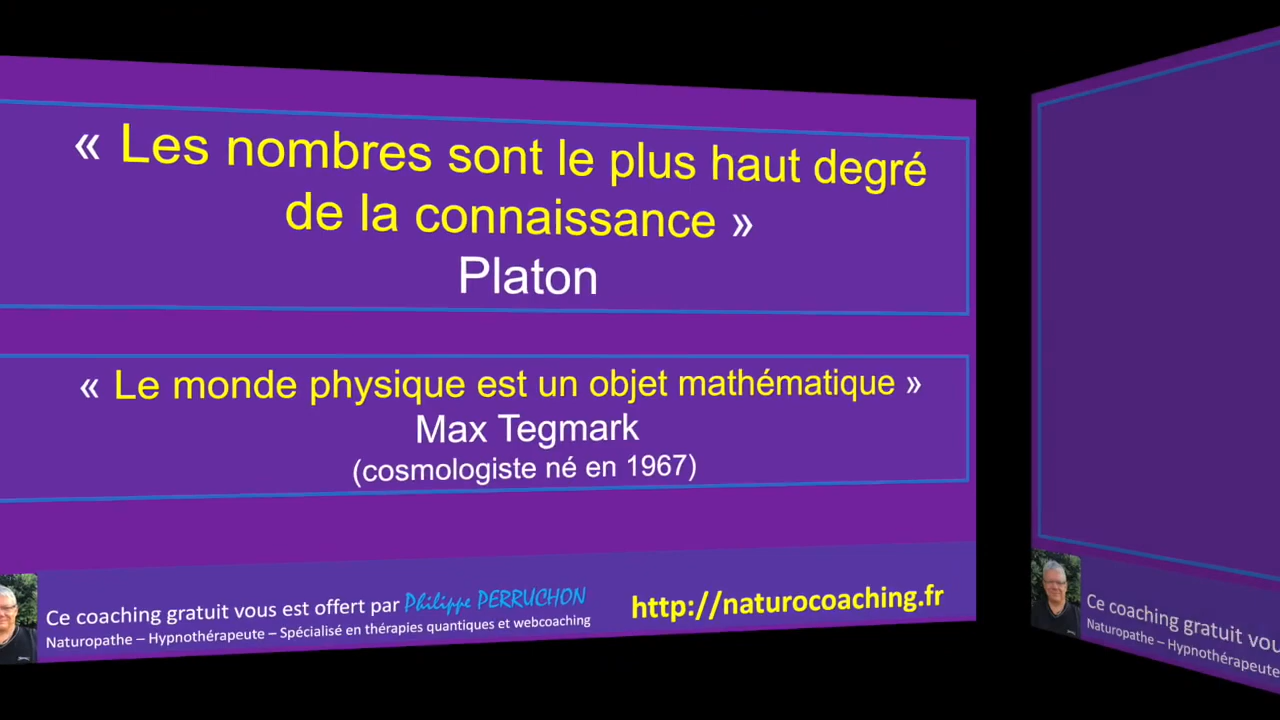 « Les nombres sont le plus haut degré
de la connaissance »
Platon
« Le monde physique est un objet mathématique »
Max Tegmark
(cosmologiste né en 1967)
Ce coaching gratuit vous est offert par Philippe PERRUCHON
Naturopathe – Hypnothérapeute – Spécialisé en thérapies quantiques et webcoaching
http://naturocoaching.fr
Ce coaching gratuit vou
Naturopathe – Hypnothérapeute